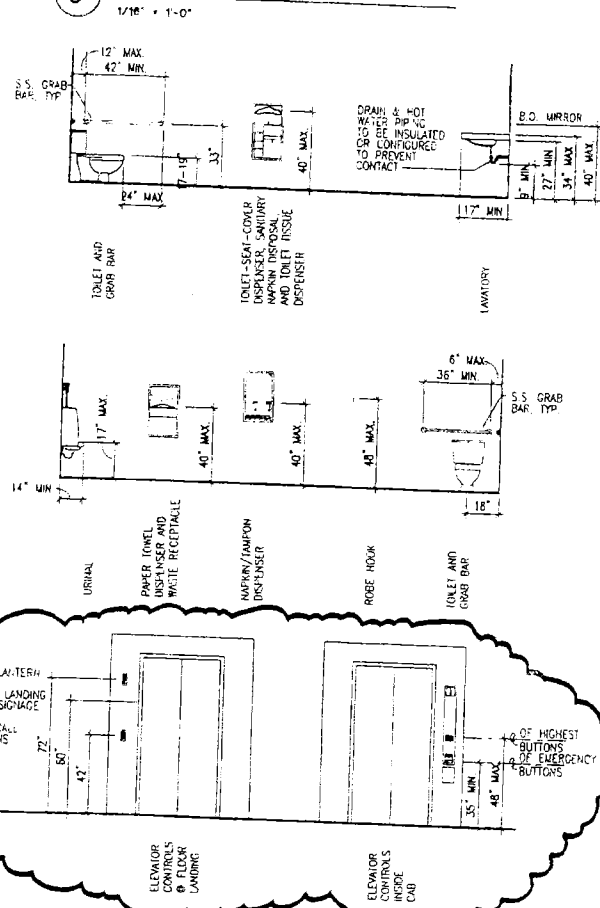 1/16" = 1'-0"
12" MAX.
42" MIN.
S.S. GRAB
BAR, TYP.
33"
17"-19"
24" MAX
40" MAX
DRAIN & HOT
WATER PIPING
TO BE INSULATED
OR CONFIGURED
TO PREVENT
CONTACT
B.O. MIRROR
9" MIN
27" MIN
34" MAX
40" MAX
17" MIN
TOILET AND
GRAB BAR
TOILET-SEAT-COVER
DISPENSER, SANITARY
NAPKIN DISPOSAL,
AND TOILET TISSUE
DISPENSER
LAVATORY
17" MAX.
14" MIN
40" MAX
40" MAX
48" MAX
6" MAX
36" MIN.
S.S. GRAB
BAR, TYP.
18"
URINAL
PAPER TOWEL
DISPENSER AND
WASTE RECEPTACLE
NAPKIN/TAMPON
DISPENSER
ROBE HOOK
TOILET AND
GRAB BAR
LANTERN
LANDING
SIGNAGE
72"
60"
42"
℄ OF HIGHEST
BUTTONS
℄ OF EMERGENCY
BUTTONS
35" MIN
48" MAX
ELEVATOR
CONTROLS
@ FLOOR
LANDING
ELEVATOR
CONTROLS
INSIDE
CAB